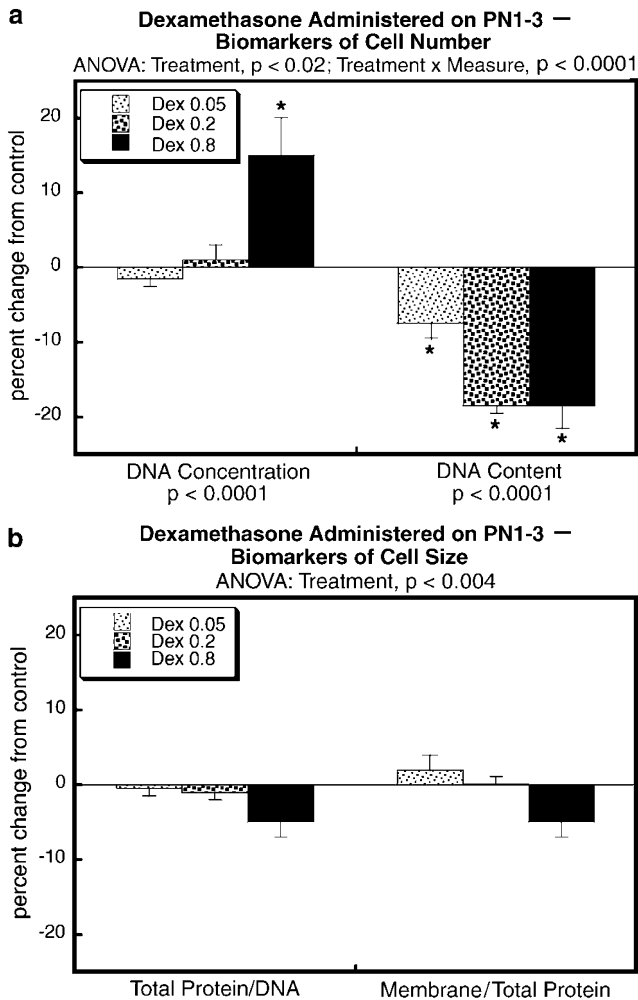 a
Dexamethasone Administered on PN1-3 —
Biomarkers of Cell Number
ANOVA: Treatment, p < 0.02; Treatment x Measure, p < 0.0001
percent change from control
20
10
0
-10
-20
Dex 0.05
Dex 0.2
Dex 0.8
*
*
*
*
DNA Concentration
p < 0.0001
DNA Content
p < 0.0001
b
Dexamethasone Administered on PN1-3 —
Biomarkers of Cell Size
ANOVA: Treatment, p < 0.004
percent change from control
20
10
0
-10
-20
Dex 0.05
Dex 0.2
Dex 0.8
Total Protein/DNA
Membrane/Total Protein